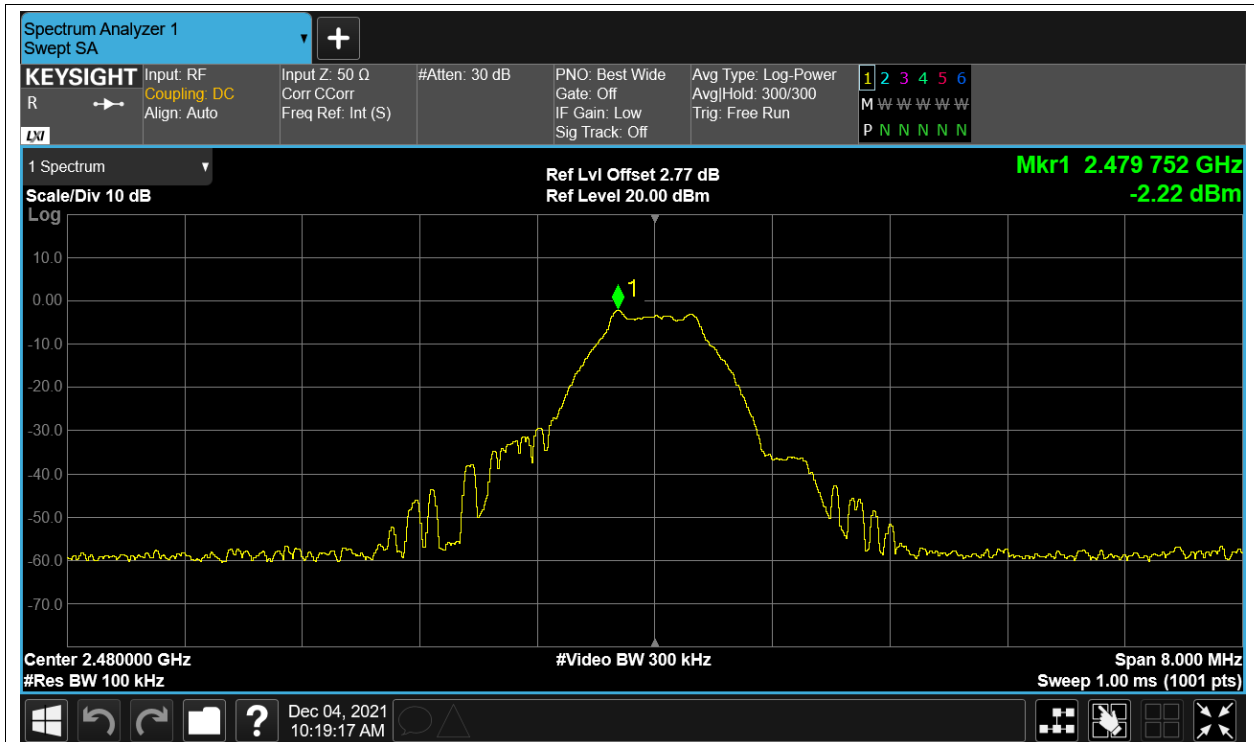 Spectrum Analyzer 1
Swept SA
KEYSIGHT
R
LXI
Input: RF
Coupling: DC
Align: Auto
Input Z: 50 Ω
Corr CCorr
Freq Ref: Int (S)
#Atten: 30 dB
PNO: Best Wide
Gate: Off
IF Gain: Low
Sig Track: Off
Avg Type: Log-Power
Avg|Hold: 300/300
Trig: Free Run
1 2 3 4 5 6
M W W W W W
P N N N N N
1 Spectrum
Scale/Div 10 dB
Ref Lvl Offset 2.77 dB
Ref Level 20.00 dBm
Mkr1 2.479 752 GHz
-2.22 dBm
Log
10.0
0.00
-10.0
-20.0
-30.0
-40.0
-50.0
-60.0
-70.0
1
Center 2.480000 GHz
#Res BW 100 kHz
#Video BW 300 kHz
Span 8.000 MHz
Sweep 1.00 ms (1001 pts)
?
Dec 04, 2021
10:19:17 AM